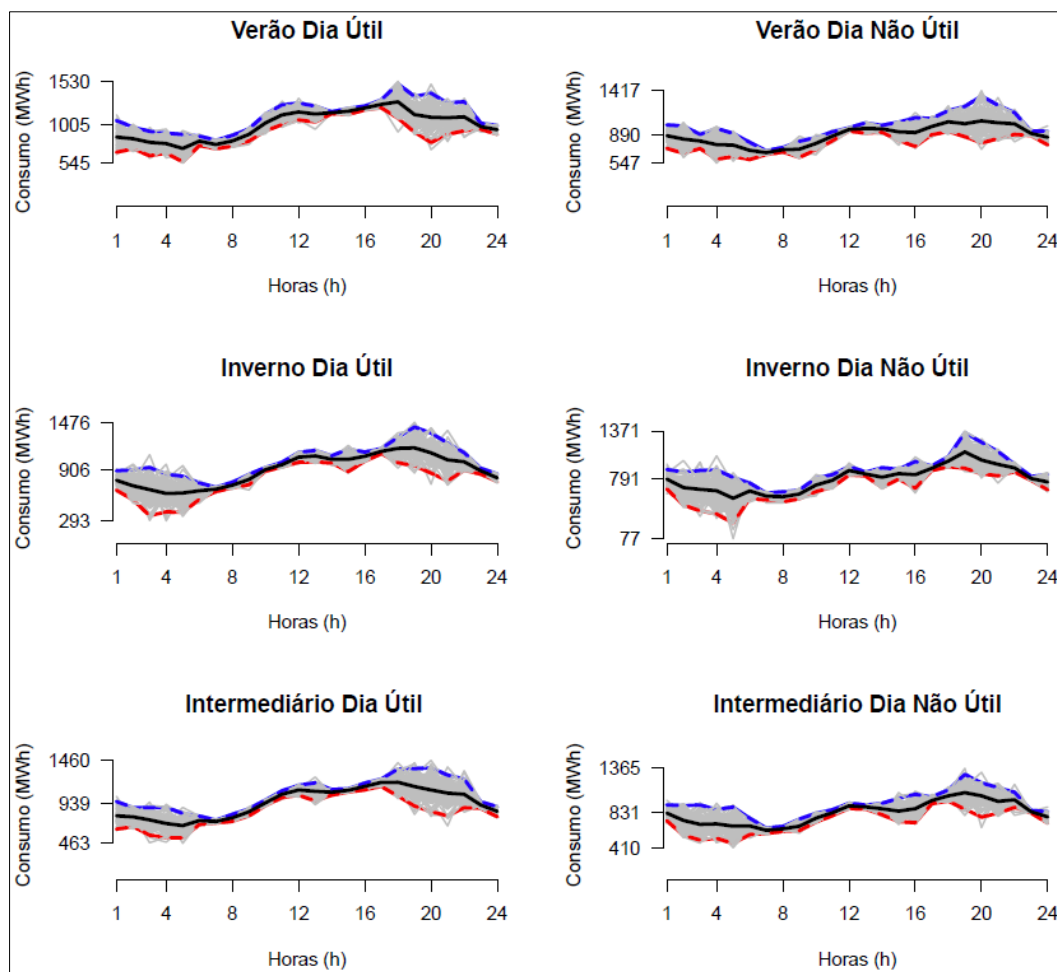 Verão Dia Útil
Consumo (MWh)
1530
1005
545
1 4 8 12 16 20 24
Horas (h)
Verão Dia Não Útil
Consumo (MWh)
1417
890
547
1 4 8 12 16 20 24
Horas (h)
Inverno Dia Útil
Consumo (MWh)
1476
906
293
1 4 8 12 16 20 24
Horas (h)
Inverno Dia Não Útil
Consumo (MWh)
1371
791
77
1 4 8 12 16 20 24
Horas (h)
Intermediário Dia Útil
Consumo (MWh)
1460
939
463
1 4 8 12 16 20 24
Horas (h)
Intermediário Dia Não Útil
Consumo (MWh)
1365
831
410
1 4 8 12 16 20 24
Horas (h)